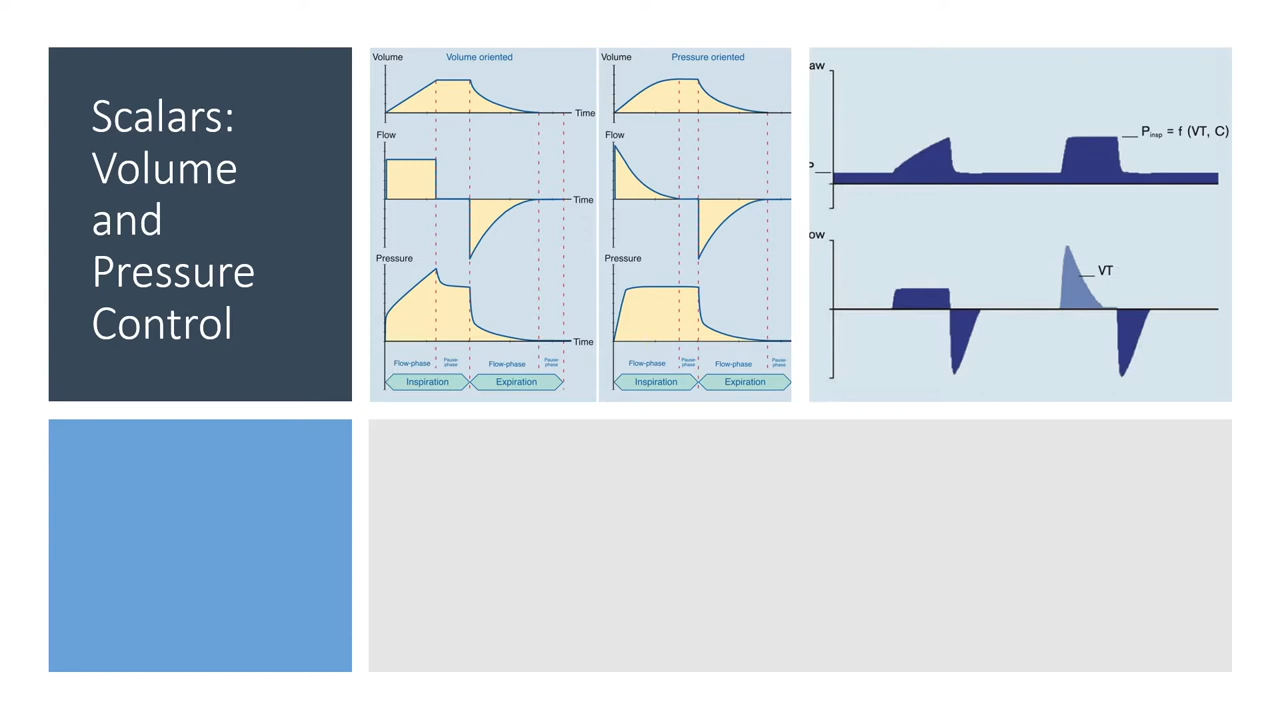 Scalars:
Volume
and
Pressure
Control
Volume
Volume oriented
Time
Flow
Time
Pressure
Time
Flow-phase
Pause-
phase
Flow-phase
Pause-
phase
Inspiration
Expiration
Volume
Pressure oriented
Flow
Pressure
Flow-phase
Pause-
phase
Flow-phase
Pause-
phase
Inspiration
Expiration
aw
Pinsp = f (VT, C)
P
ow
VT